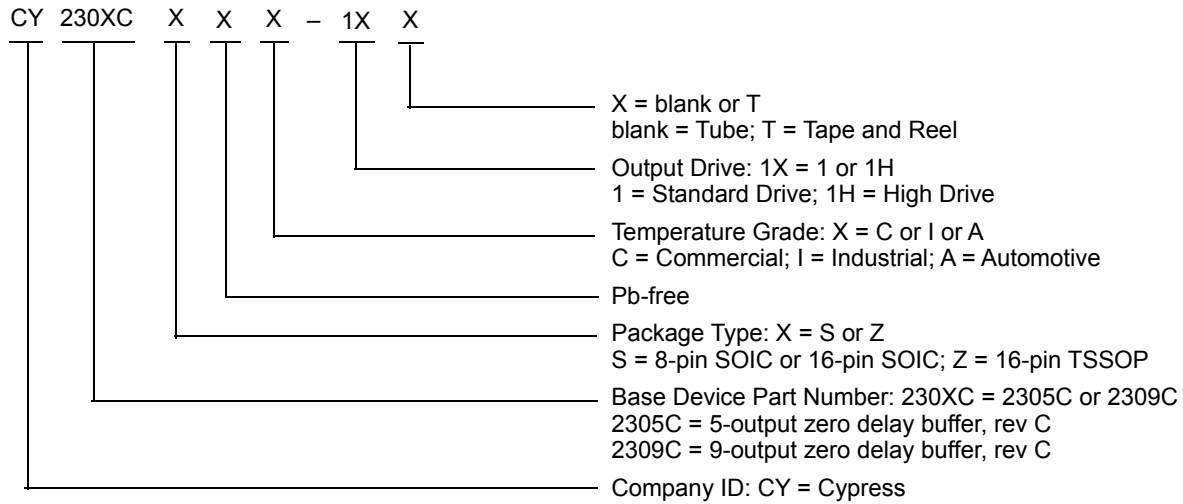 CY 230XC X X X – 1X X
X = blank or T
blank = Tube; T = Tape and Reel
Output Drive: 1X = 1 or 1H
1 = Standard Drive; 1H = High Drive
Temperature Grade: X = C or I or A
C = Commercial; I = Industrial; A = Automotive
Pb-free
Package Type: X = S or Z
S = 8-pin SOIC or 16-pin SOIC; Z = 16-pin TSSOP
Base Device Part Number: 230XC = 2305C or 2309C
2305C = 5-output zero delay buffer, rev C
2309C = 9-output zero delay buffer, rev C
Company ID: CY = Cypress